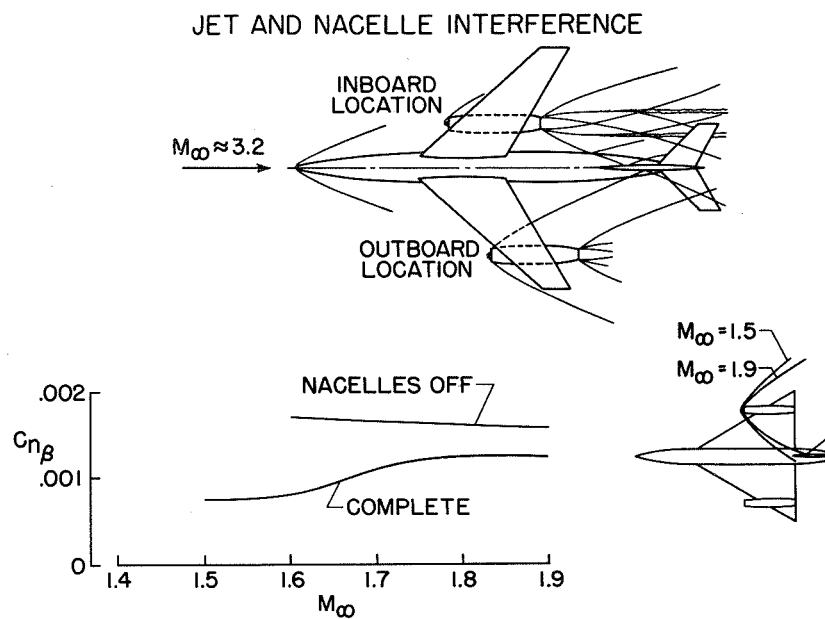 JET AND NACELLE INTERFERENCE
INBOARD
LOCATION
M∞ ≈ 3.2
OUTBOARD
LOCATION
M∞ = 1.5
M∞ = 1.9
.002
NACELLES OFF
Cnβ
.001
COMPLETE
0
1.4 1.5 1.6 1.7 1.8 1.9
M∞